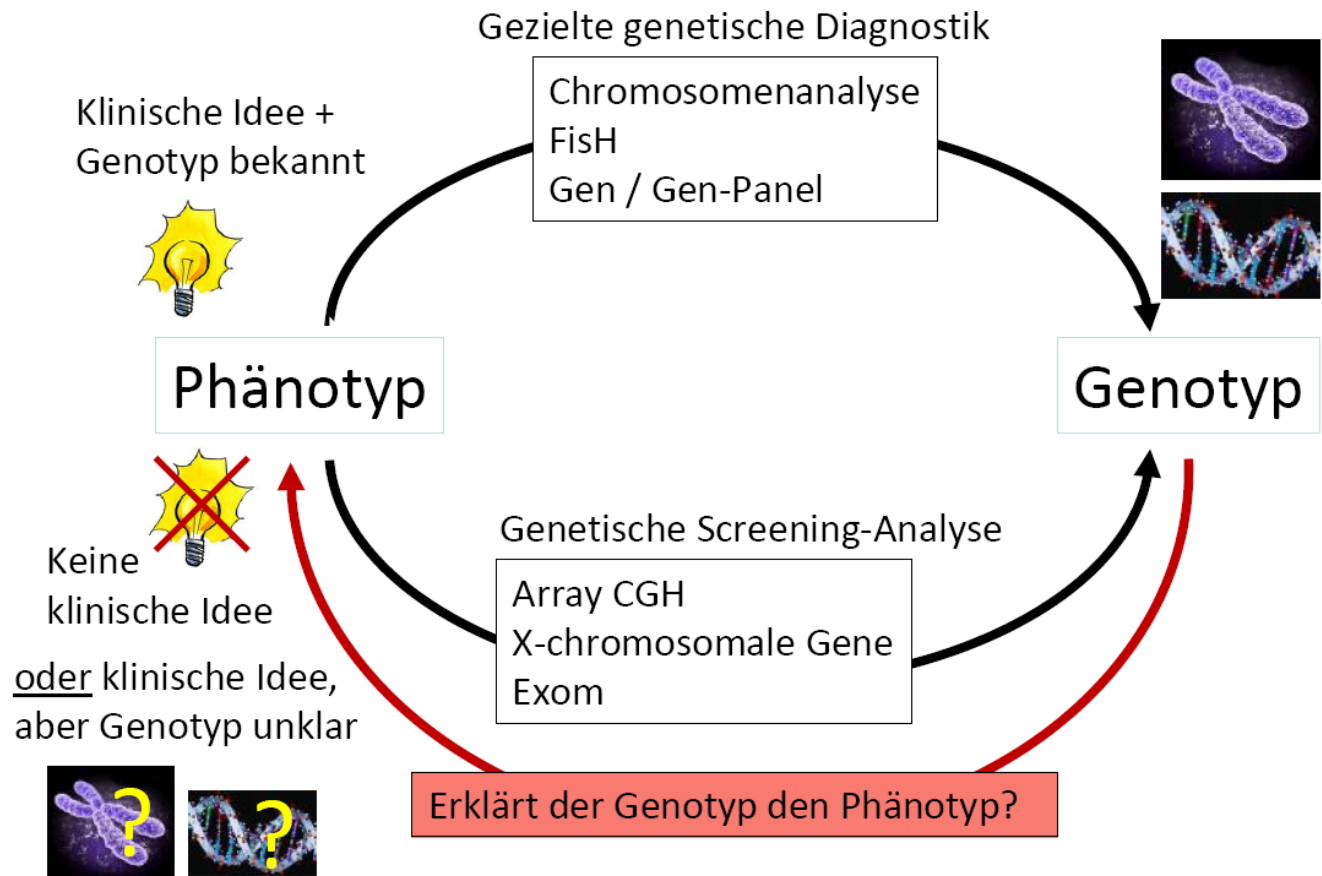 Gezielte genetische Diagnostik
Chromosomenanalyse
FisH
Gen / Gen-Panel
Klinische Idee +
Genotyp bekannt
Phänotyp
Genotyp
Genetische Screening-Analyse
Array CGH
X-chromosomale Gene
Exom
Keine
klinische Idee
oder klinische Idee,
aber Genotyp unklar
? ?
Erklärt der Genotyp den Phänotyp?